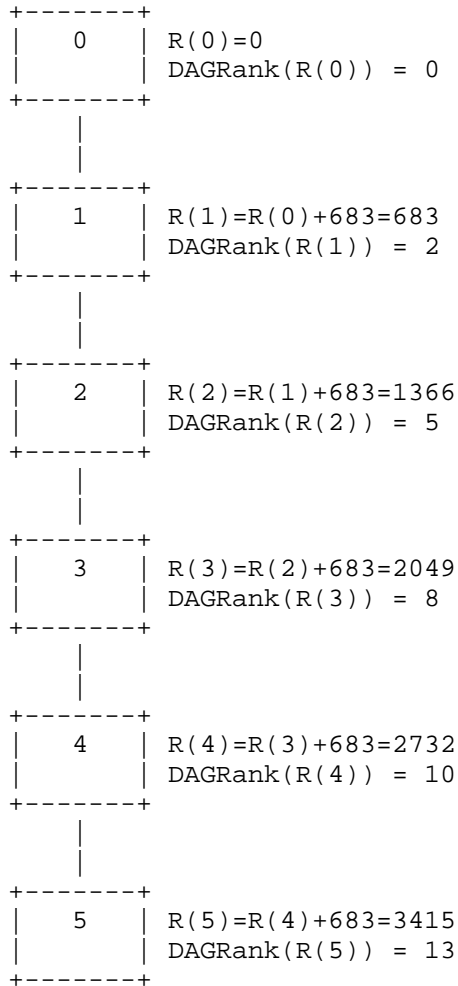 +-------+
|   0   | R(0)=0
|       | DAGRank(R(0)) = 0
+-------+
    |
    |
+-------+
|   1   | R(1)=R(0)+683=683
|       | DAGRank(R(1)) = 2
+-------+
    |
    |
+-------+
|   2   | R(2)=R(1)+683=1366
|       | DAGRank(R(2)) = 5
+-------+
    |
    |
+-------+
|   3   | R(3)=R(2)+683=2049
|       | DAGRank(R(3)) = 8
+-------+
    |
    |
+-------+
|   4   | R(4)=R(3)+683=2732
|       | DAGRank(R(4)) = 10
+-------+
    |
    |
+-------+
|   5   | R(5)=R(4)+683=3415
|       | DAGRank(R(5)) = 13
+-------+